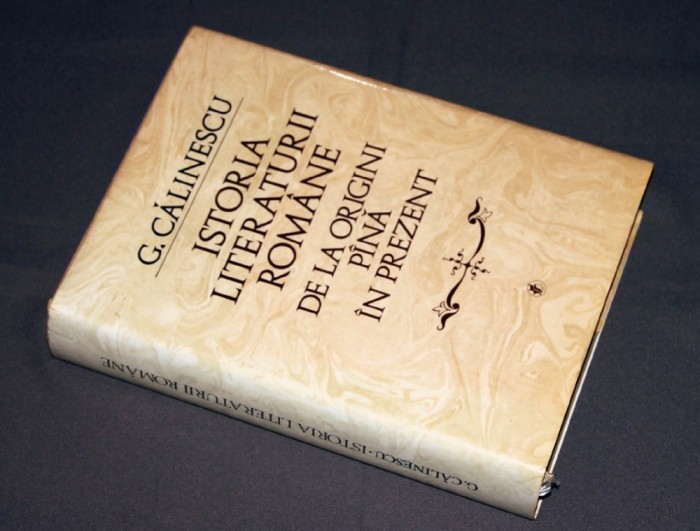 G. CĂLINESCU
ISTORIA
LITERATURII
ROMÂNE
DE LA ORIGINI
PÎNĂ
ÎN PREZENT
G. CĂLINESCU • ISTORIA LITERATURII ROMÂNE